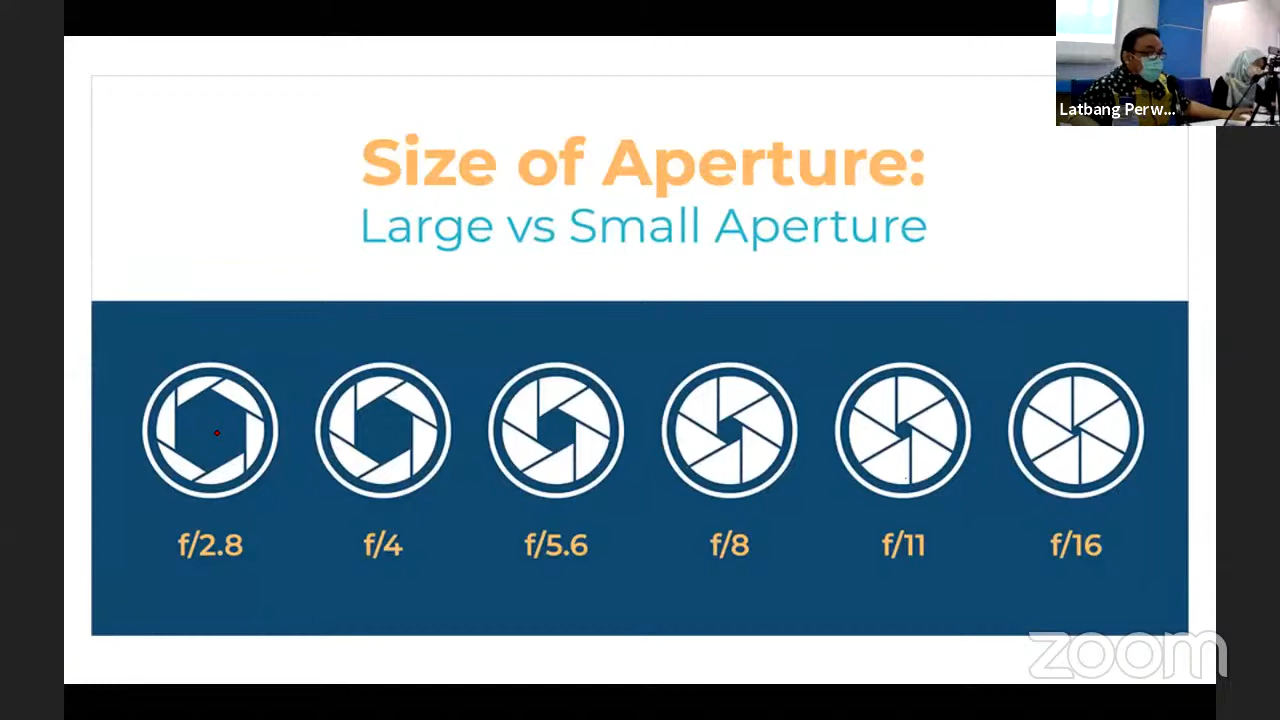 Size of Aperture:
Large vs Small Aperture
Latbang Perw...
f/2.8
f/4
f/5.6
f/8
f/11
f/16
zoom